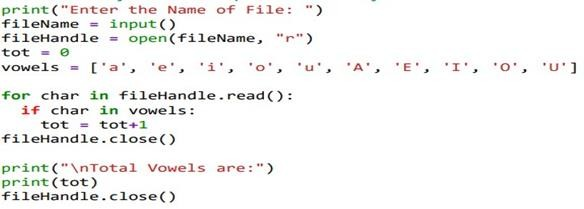 print("Enter the Name of File: ")
fileName = input()
fileHandle = open(fileName, "r")
tot = 0
vowels = ['a', 'e', 'i', 'o', 'u', 'A', 'E', 'I', 'O', 'U']
for char in fileHandle.read():
  if char in vowels:
    tot = tot+1
fileHandle.close()
print("\nTotal Vowels are:")
print(tot)
fileHandle.close()